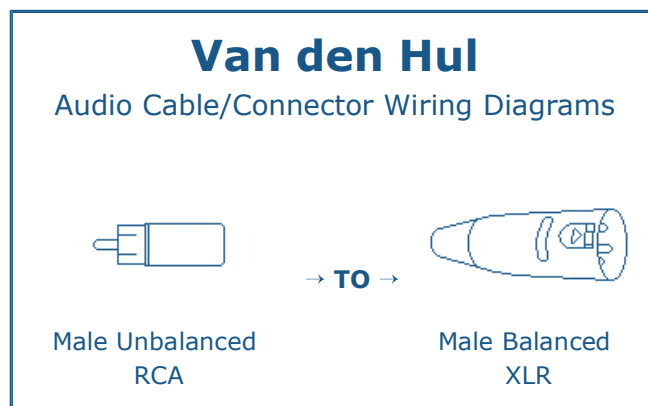 Van den Hul
Audio Cable/Connector Wiring Diagrams
→ TO →
Male Unbalanced
RCA
Male Balanced
XLR